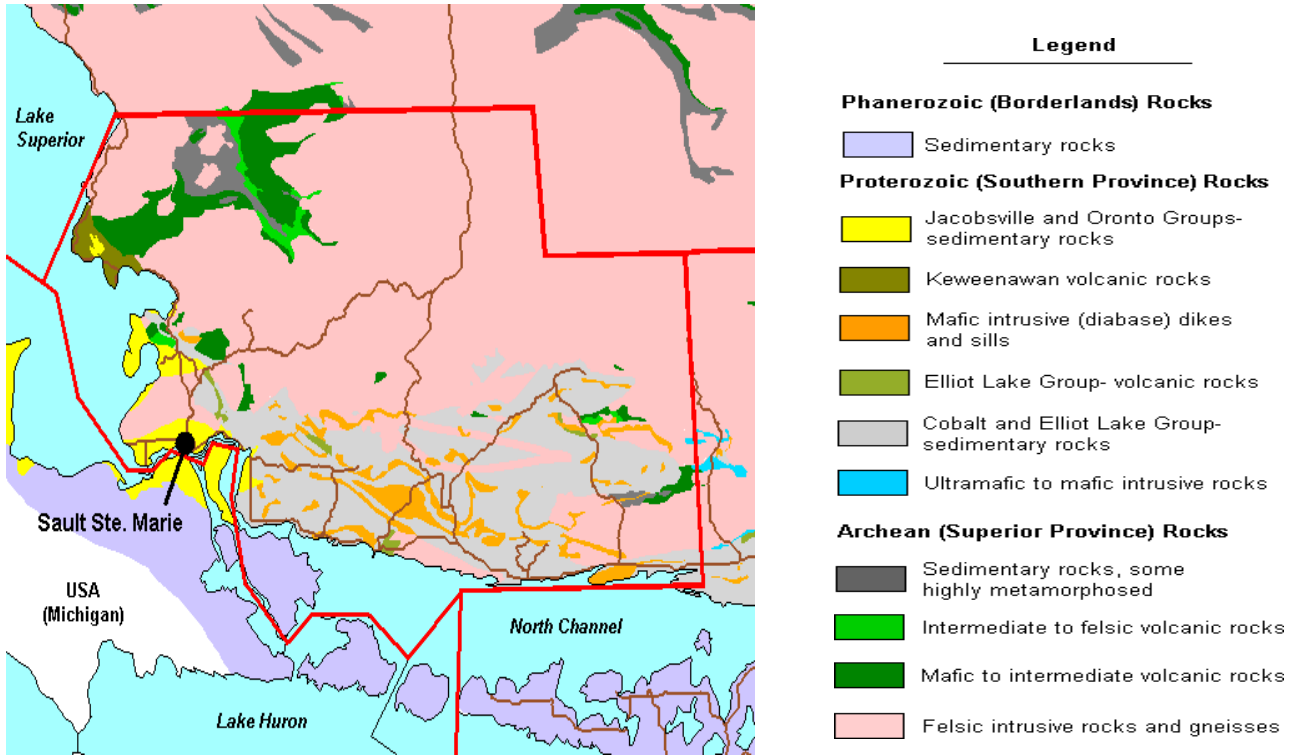 Lake
Superior
Sault Ste. Marie
USA
(Michigan)
North Channel
Lake Huron
Legend
Phanerozoic (Borderlands) Rocks
Sedimentary rocks
Proterozoic (Southern Province) Rocks
Jacobsville and Oronto Groups-
sedimentary rocks
Keweenawan volcanic rocks
Mafic intrusive (diabase) dikes
and sills
Elliot Lake Group- volcanic rocks
Cobalt and Elliot Lake Group-
sedimentary rocks
Ultramafic to mafic intrusive rocks
Archean (Superior Province) Rocks
Sedimentary rocks, some
highly metamorphosed
Intermediate to felsic volcanic rocks
Mafic to intermediate volcanic rocks
Felsic intrusive rocks and gneisses